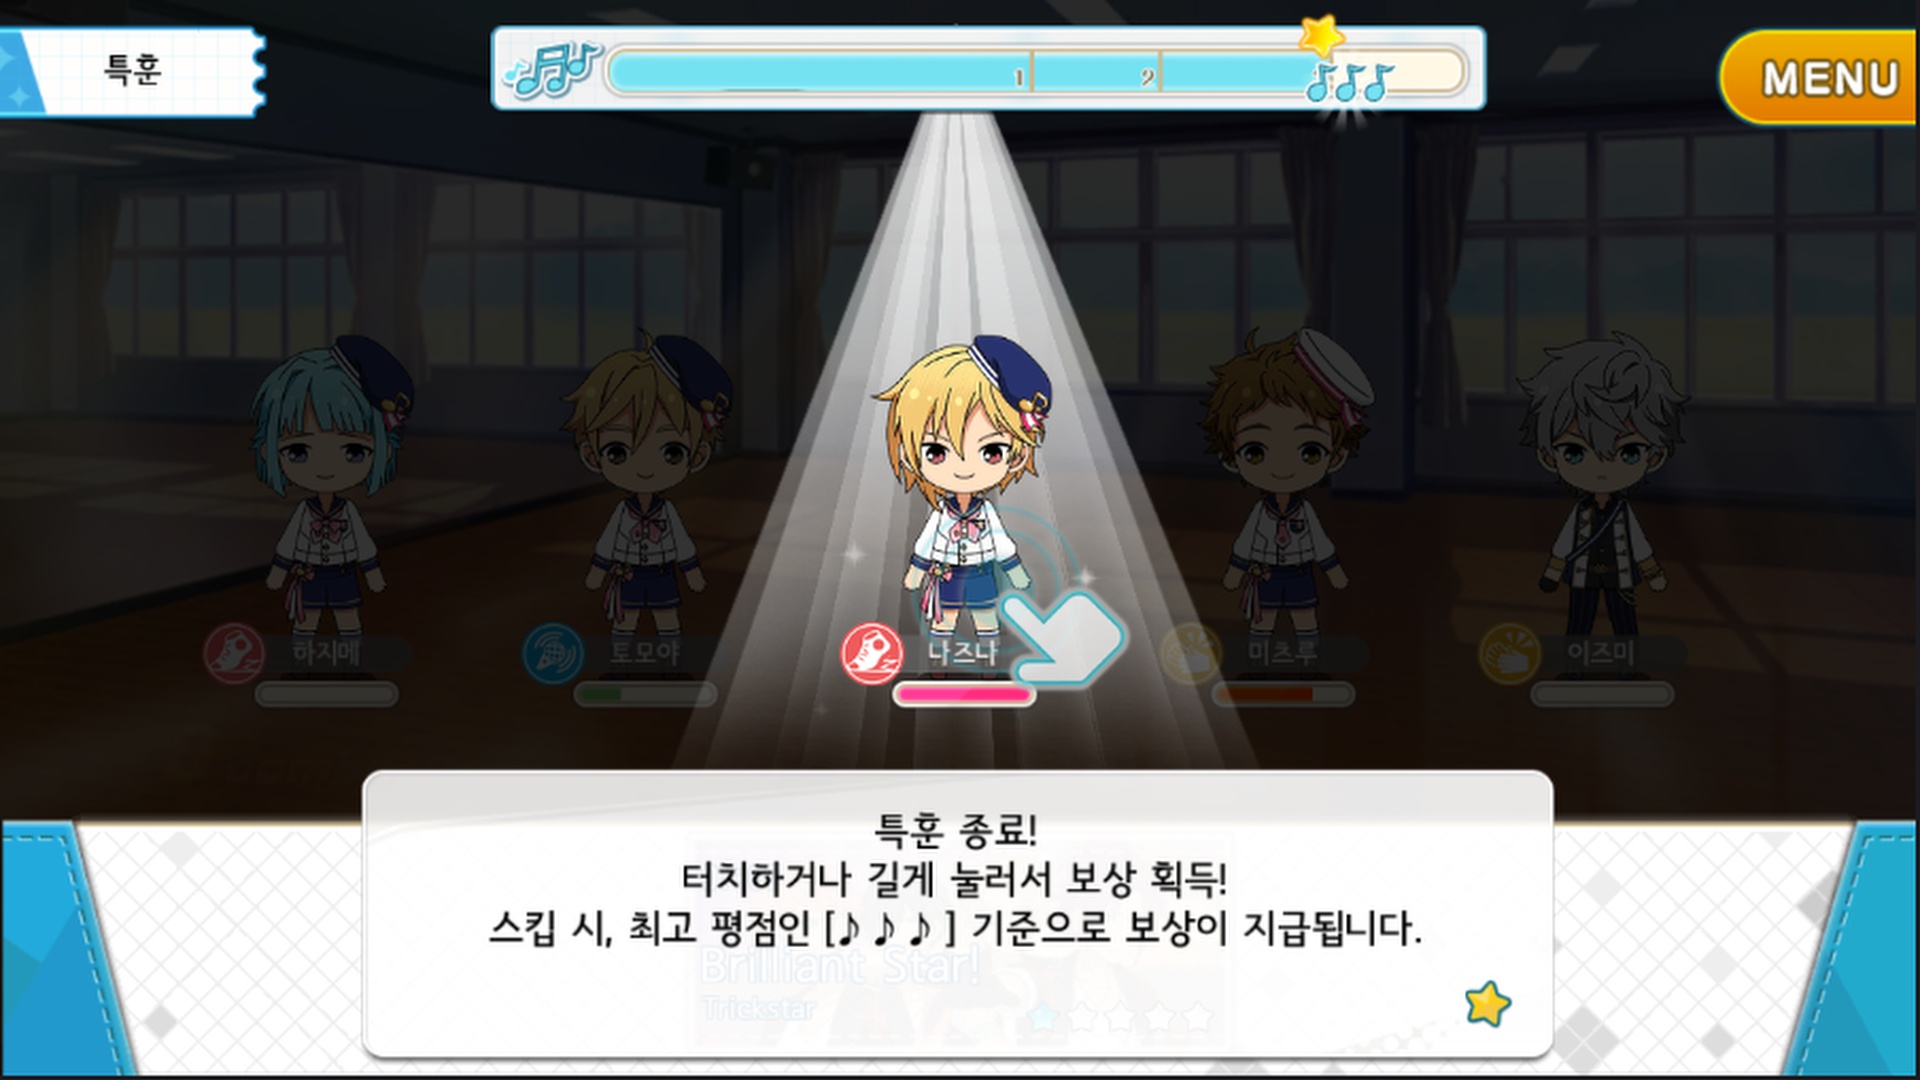 특훈
1
2
MENU
하지메
토모야
나즈나
미츠루
이즈미
특훈 종료!
터치하거나 길게 눌러서 보상 획득!
스킵 시, 최고 평점인 [♪♪♪] 기준으로 보상이 지급됩니다.
Brilliant Star!
Trickstar